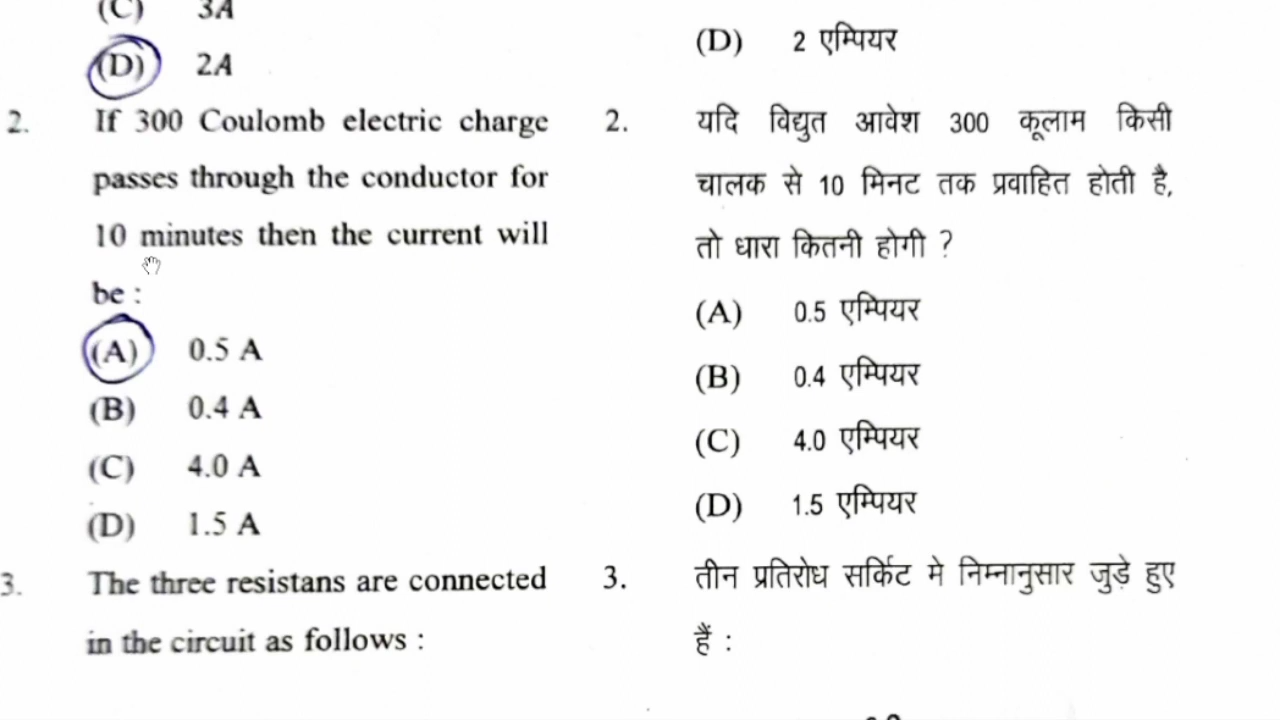 (C) 3A
(D) 2A
2. If 300 Coulomb electric charge
passes through the conductor for
10 minutes then the current will
be :
(A) 0.5 A
(B) 0.4 A
(C) 4.0 A
(D) 1.5 A
3. The three resistans are connected
in the circuit as follows :
(D) 2 एम्पियर
2. यदि विद्युत आवेश 300 कूलाम किसी
चालक से 10 मिनट तक प्रवाहित होती है,
तो धारा कितनी होगी ?
(A) 0.5 एम्पियर
(B) 0.4 एम्पियर
(C) 4.0 एम्पियर
(D) 1.5 एम्पियर
3. तीन प्रतिरोध सर्किट मे निम्नानुसार जुड़े हुए
हैं :